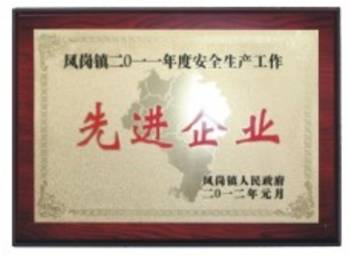 凤岗镇二〇一一年度安全生产工作
先进企业
凤岗镇人民政府
二〇一二年元月